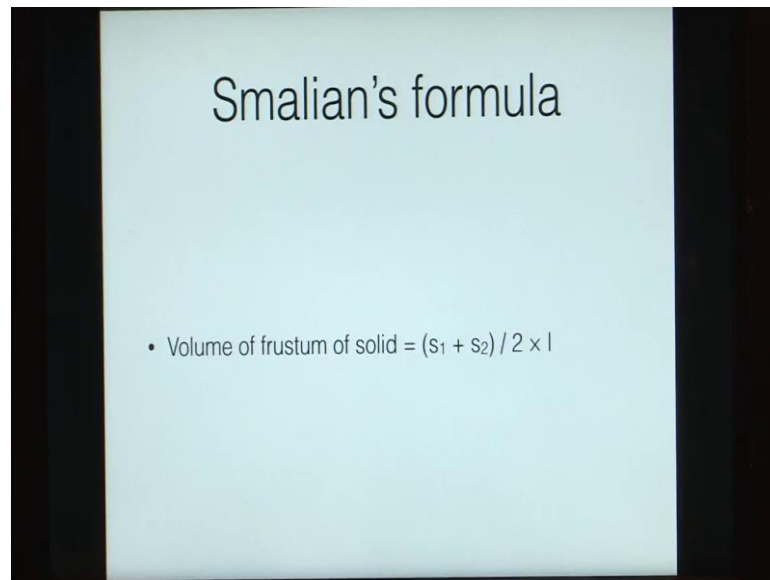 Smalian's formula
• Volume of frustum of solid = (s₁ + s₂) / 2 × l